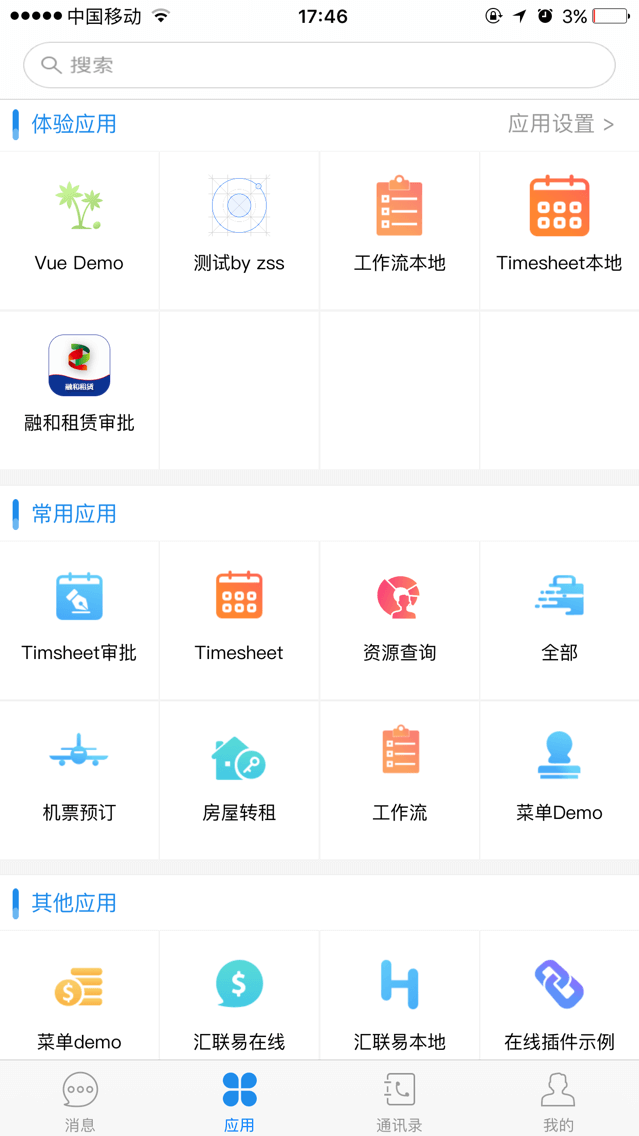 中国移动 17:46 3%
搜索
体验应用 应用设置 >
Vue Demo 测试by zss 工作流本地 Timesheet本地
融和租赁
融和租赁审批
常用应用
Timsheet审批 Timesheet 资源查询 全部
机票预订 房屋转租 工作流 菜单Demo
其他应用
菜单demo 汇联易在线 汇联易本地 在线插件示例
消息 应用 通讯录 我的